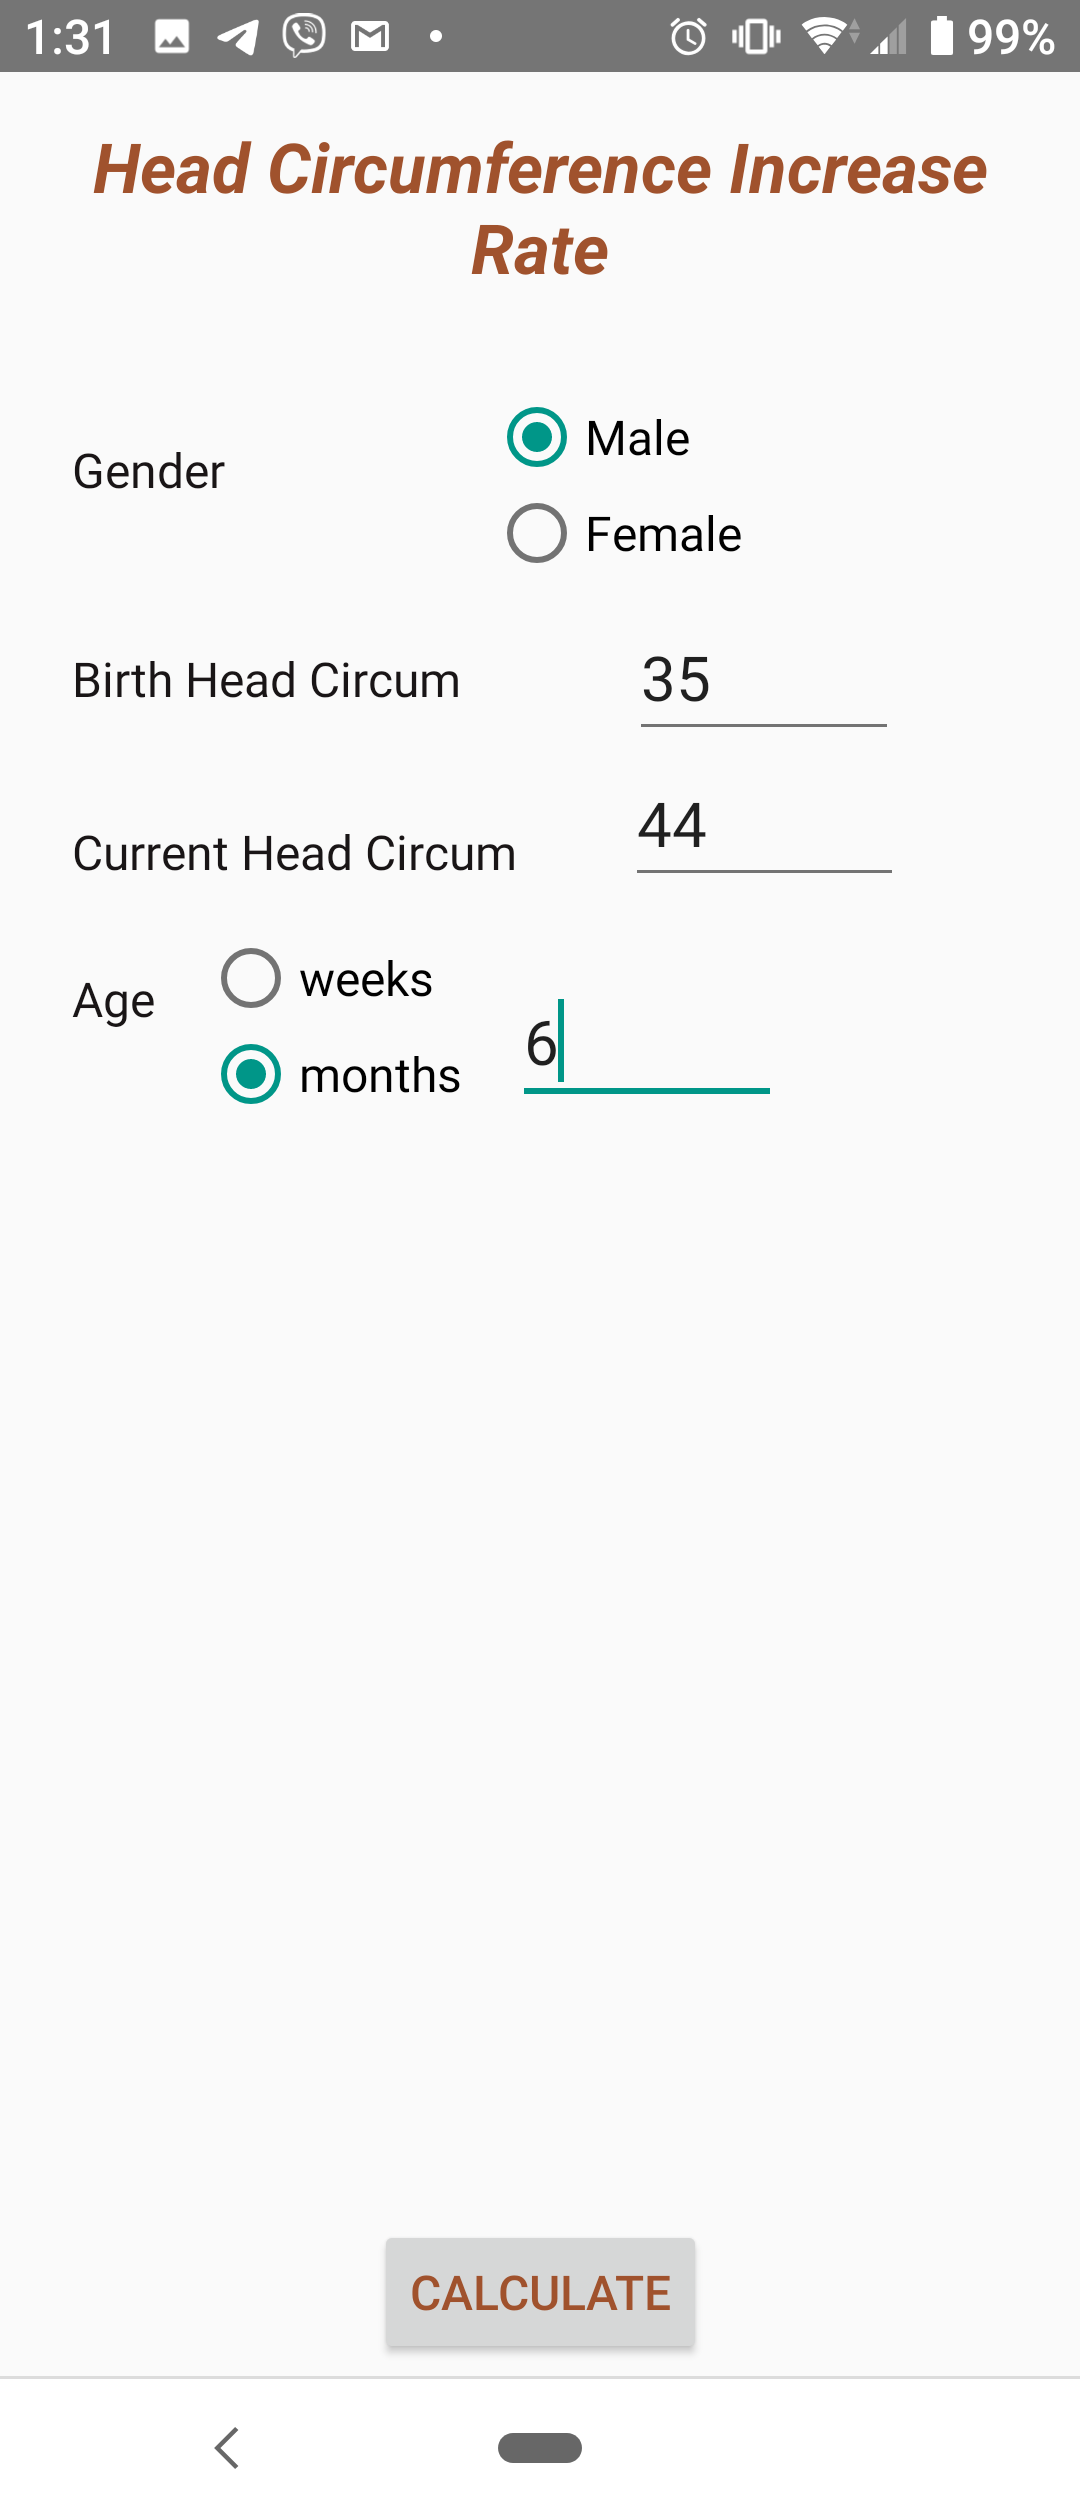 1:31
99%
Head Circumference Increase
Rate
Gender
Male
Female
Birth Head Circum
35
Current Head Circum
44
Age
weeks
months
6
CALCULATE